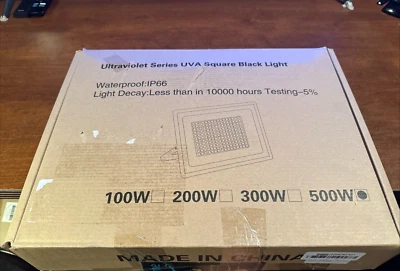 Ultraviolet Series UVA Square Black Light
Waterproof:IP66
Light Decay:Less than in 10000 hours Testing-5%
100W 200W 300W 500W
MADE IN CHINA